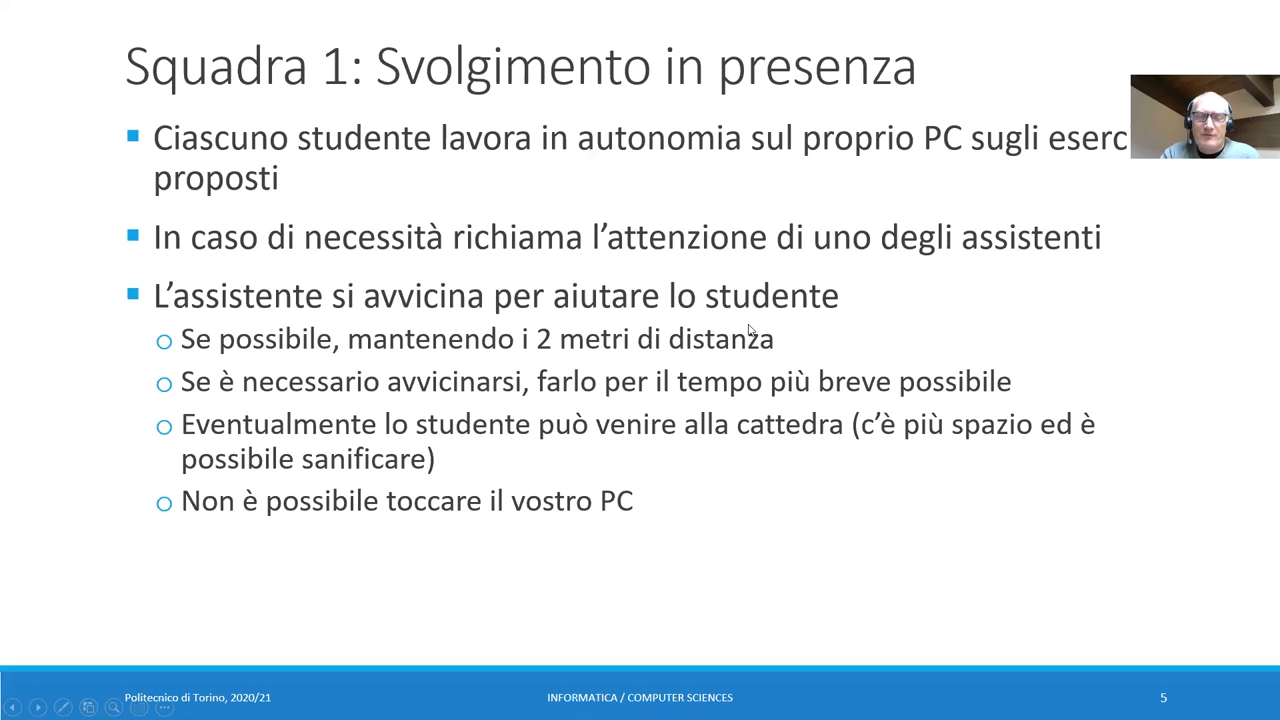 Squadra 1: Svolgimento in presenza
Ciascuno studente lavora in autonomia sul proprio PC sugli eserc
proposti
In caso di necessità richiama l’attenzione di uno degli assistenti
L’assistente si avvicina per aiutare lo studente
Se possibile, mantenendo i 2 metri di distanza
Se è necessario avvicinarsi, farlo per il tempo più breve possibile
Eventualmente lo studente può venire alla cattedra (c’è più spazio ed è
possibile sanificare)
Non è possibile toccare il vostro PC
Politecnico di Torino, 2020/21
INFORMATICA / COMPUTER SCIENCES
5